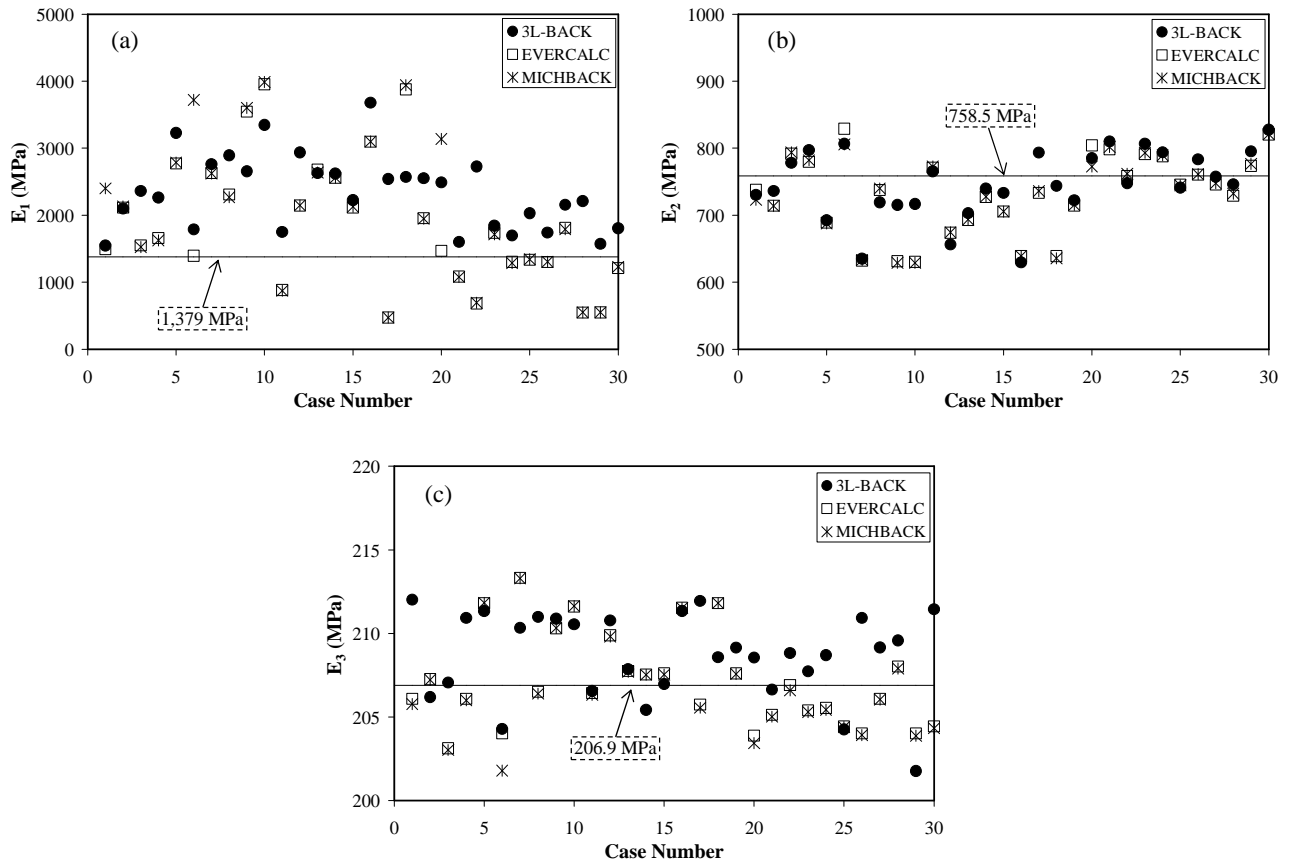 (a)
3L-BACK
EVERCALC
MICHBACK
5000
4000
3000
2000
1000
0
E1 (MPa)
1,379 MPa
0 5 10 15 20 25 30
Case Number
(b)
3L-BACK
EVERCALC
MICHBACK
1000
900
800
700
600
500
E2 (MPa)
758.5 MPa
0 5 10 15 20 25 30
Case Number
(c)
3L-BACK
EVERCALC
MICHBACK
220
215
210
205
200
E3 (MPa)
206.9 MPa
0 5 10 15 20 25 30
Case Number